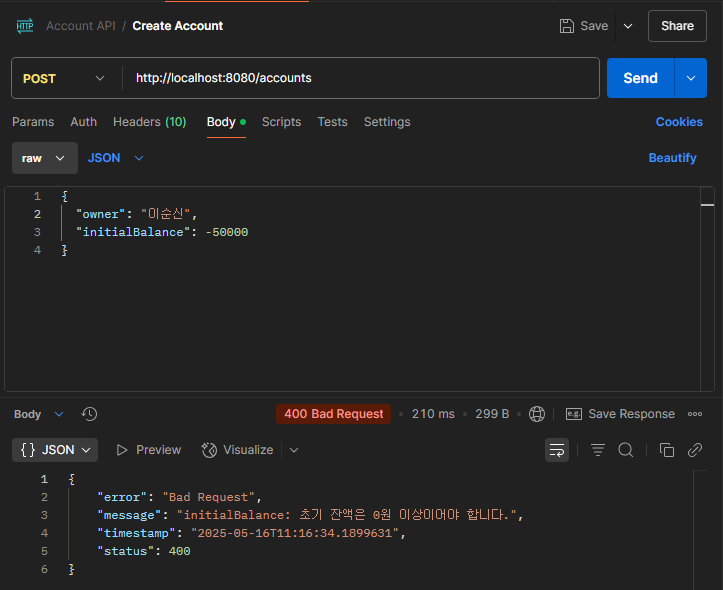 HTTP Account API / Create Account Save Share
POST http://localhost:8080/accounts Send
Params Auth Headers (10) Body Scripts Tests Settings Cookies
raw JSON Beautify
1 {
2 "owner": "이순신",
3 "initialBalance": -50000
4 }
Body 400 Bad Request • 210 ms • 299 B • e.g. Save Response
{} JSON Preview Visualize
1 {
2 "error": "Bad Request",
3 "message": "initialBalance: 초기 잔액은 0원 이상이어야 합니다.",
4 "timestamp": "2025-05-16T11:16:34.1899631",
5 "status": 400
6 }